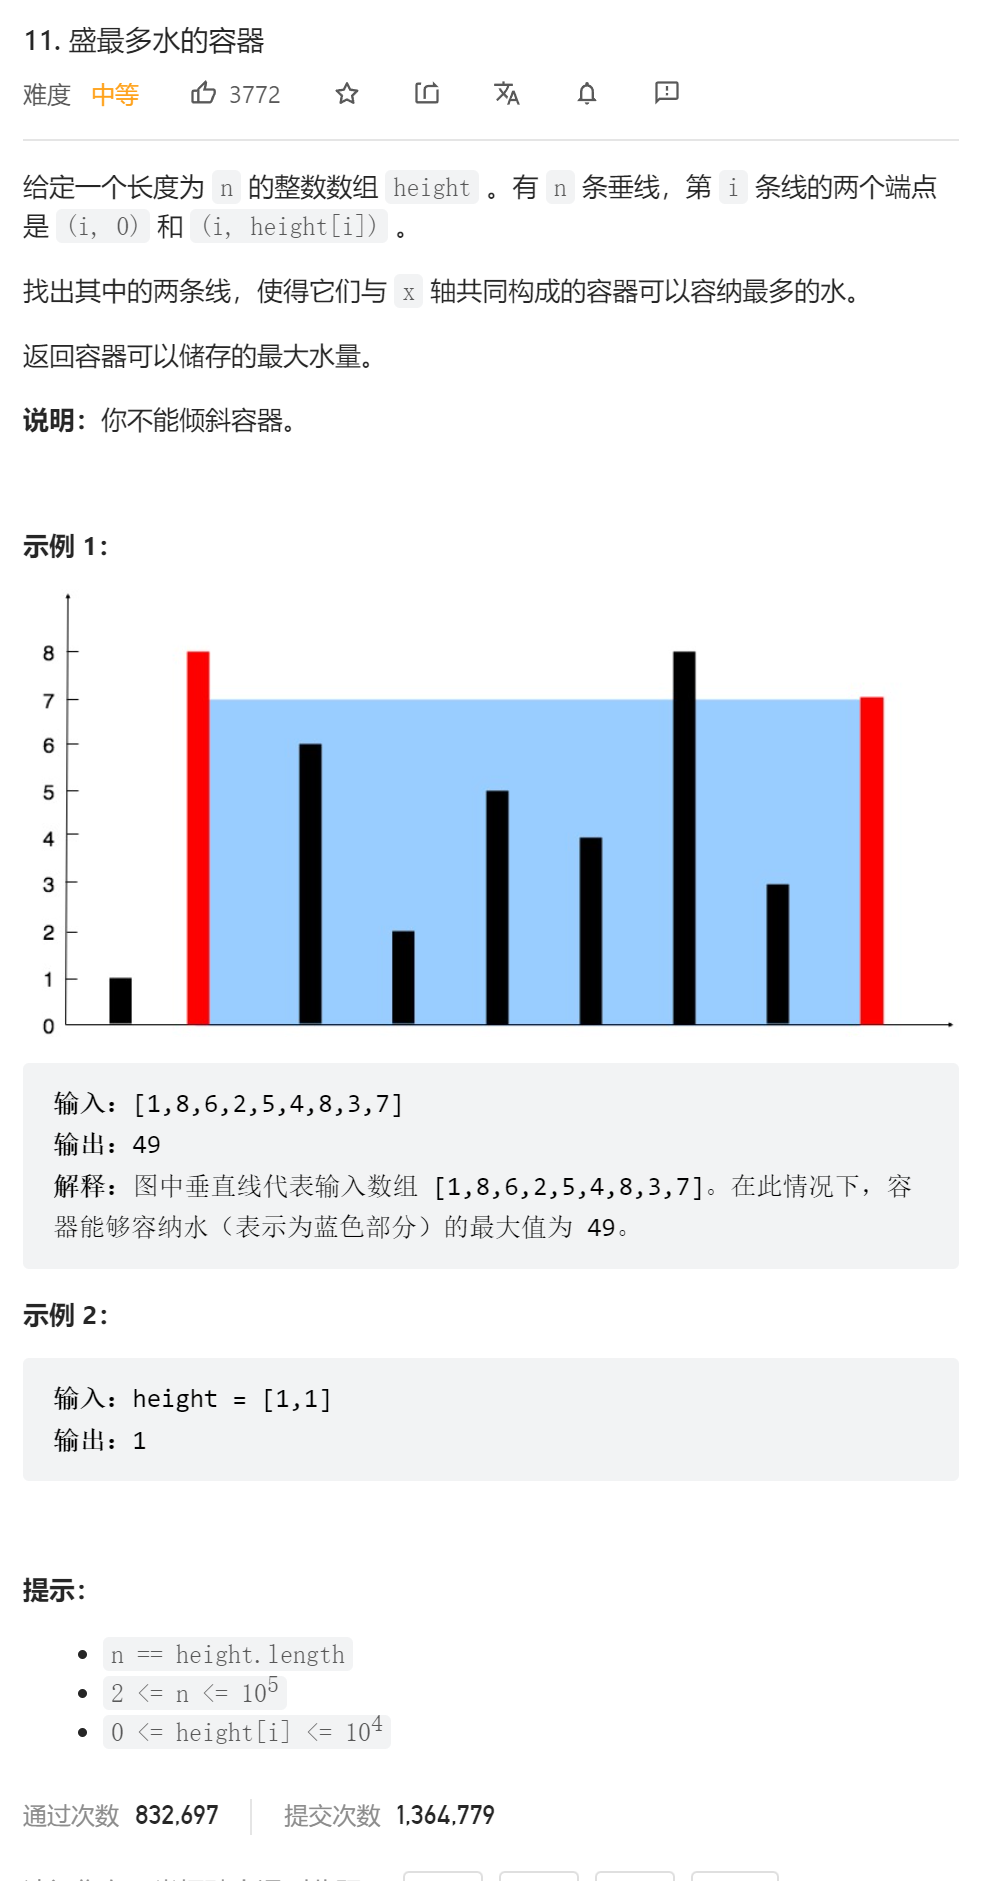 11. 盛最多水的容器
难度 中等 3772
给定一个长度为 n 的整数数组 height 。有 n 条垂线，第 i 条线的两个端点
是 (i, 0) 和 (i, height[i]) 。
找出其中的两条线，使得它们与 x 轴共同构成的容器可以容纳最多的水。
返回容器可以储存的最大水量。
说明：你不能倾斜容器。
示例 1：
8
7
6
5
4
3
2
1
0
输入：[1,8,6,2,5,4,8,3,7]
输出：49
解释：图中垂直线代表输入数组 [1,8,6,2,5,4,8,3,7]。在此情况下，容
器能够容纳水（表示为蓝色部分）的最大值为 49。
示例 2：
输入：height = [1,1]
输出：1
提示：
n == height.length
2 <= n <= 10⁵
0 <= height[i] <= 10⁴
通过次数 832,697 提交次数 1,364,779